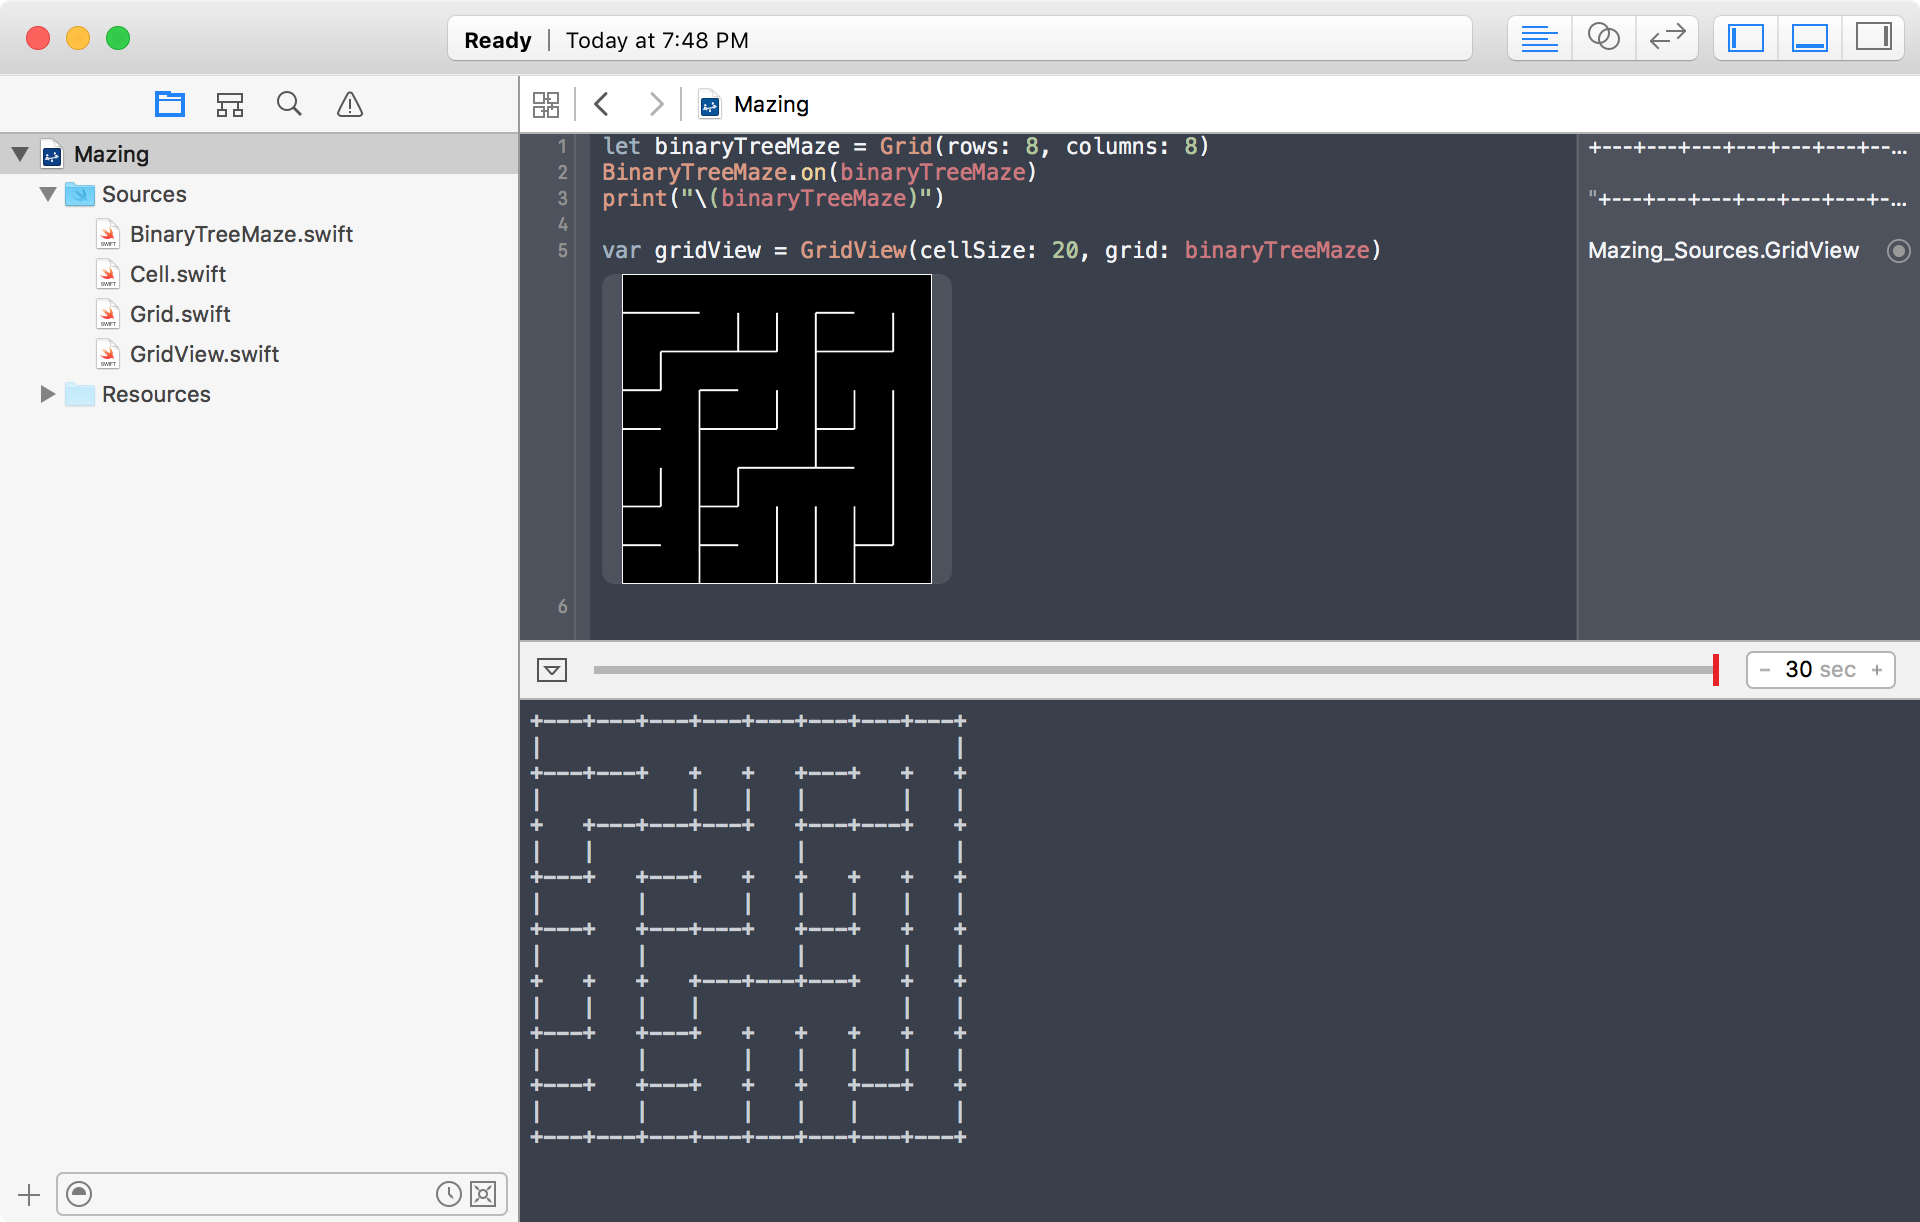 Ready | Today at 7:48 PM
Mazing
Mazing
Sources
BinaryTreeMaze.swift
Cell.swift
Grid.swift
GridView.swift
Resources
1 let binaryTreeMaze = Grid(rows: 8, columns: 8)
2 BinaryTreeMaze.on(binaryTreeMaze)
3 print("\(binaryTreeMaze)")
4
5 var gridView = GridView(cellSize: 20, grid: binaryTreeMaze)
6
+---+---+---+---+---+---+--...
"+---+---+---+---+---+---+-...
Mazing_Sources.GridView
- 30 sec +
+---+---+---+---+---+---+---+---+
|                               |
+---+---+   +   +   +---+   +   +
|           |   |   |       |   |
+   +---+---+---+   +---+---+   +
|   |               |           |
+---+   +---+   +   +   +   +   +
|       |       |   |   |   |   |
+---+   +---+---+   +---+   +   +
|       |           |       |   |
+   +   +   +---+---+---+   +   +
|   |   |   |               |   |
+---+   +---+   +   +   +   +   +
|       |       |   |   |   |   |
+---+   +---+   +   +   +---+   +
|       |       |   |   |       |
+---+---+---+---+---+---+---+---+